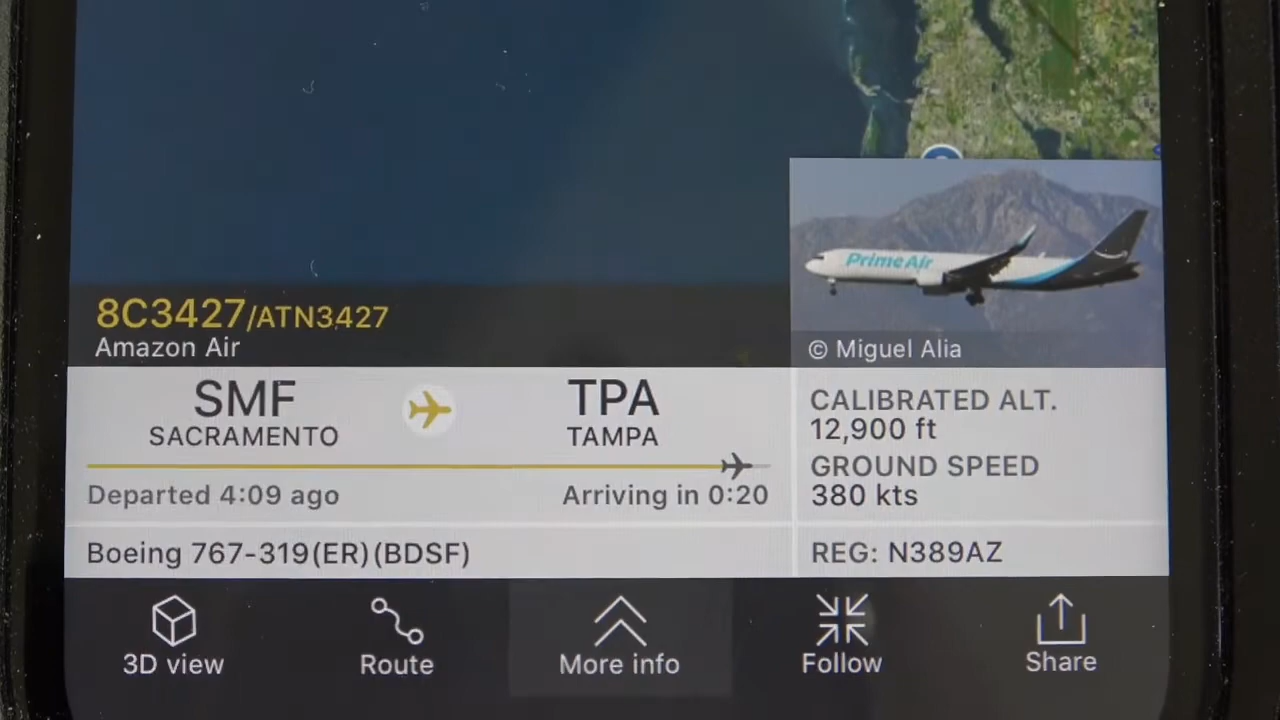 Prime Air
8C3427/ATN3427
Amazon Air
© Miguel Alia
SMF
SACRAMENTO
TPA
TAMPA
Departed 4:09 ago
Arriving in 0:20
CALIBRATED ALT.
12,900 ft
GROUND SPEED
380 kts
Boeing 767-319(ER)(BDSF)
REG: N389AZ
3D view
Route
More info
Follow
Share